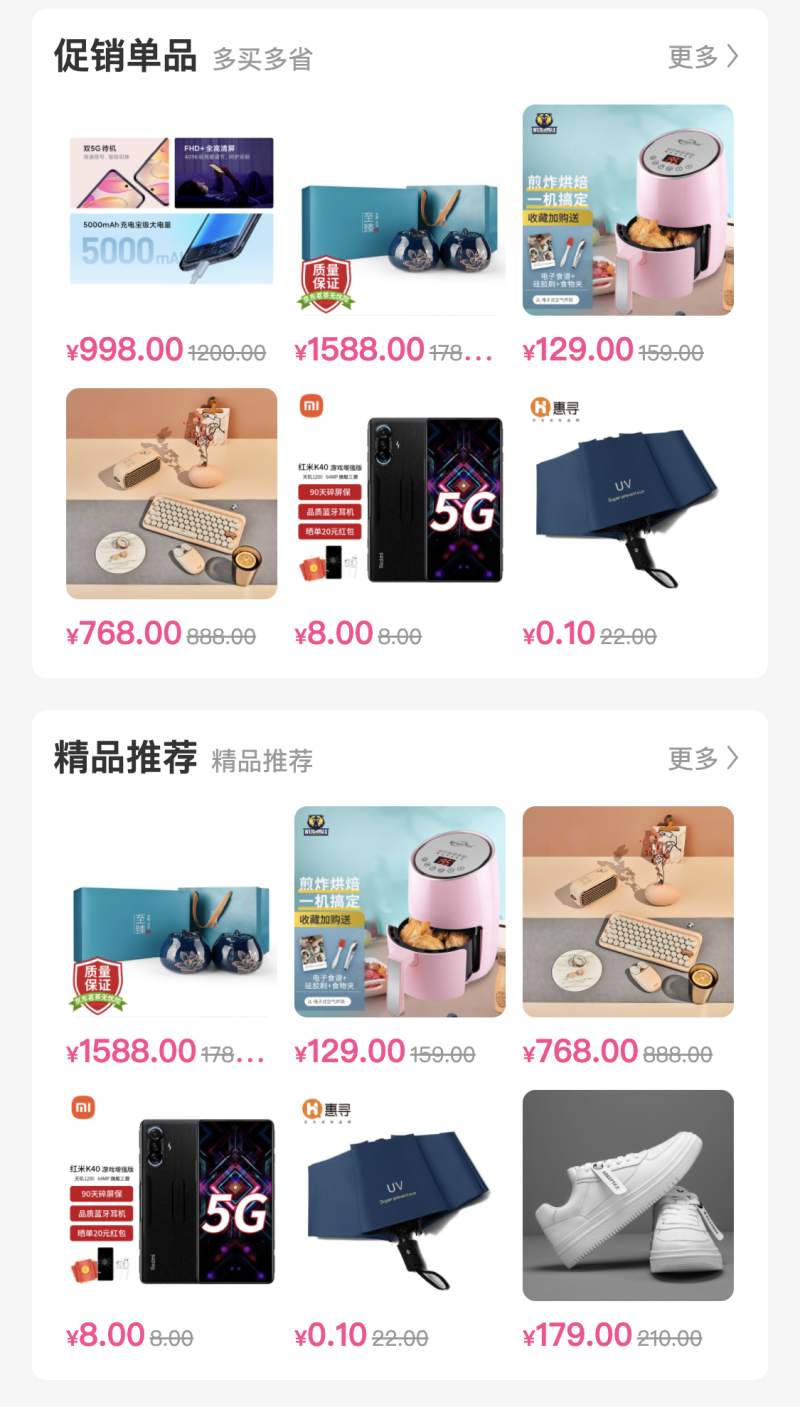 促销单品 多买多省 更多
双5G待机
FHD+全高清屏
5000mAh 充电宝级大电量
5000mAh
至臻
质量
保证
煎炸烘焙
一机搞定
收藏加购送
电子食谱+
硅胶刷+食物夹
¥998.00 1200.00 ¥1588.00 178... ¥129.00 159.00
mi
红米K40 游戏增强版
90天碎屏保
品质蓝牙耳机
晒单20元红包
5G
Redmi
惠寻
UV
¥768.00 888.00 ¥8.00 8.00 ¥0.10 22.00
精品推荐 精品推荐 更多
至臻
质量
保证
煎炸烘焙
一机搞定
收藏加购送
电子食谱+
硅胶刷+食物夹
¥1588.00 178... ¥129.00 159.00 ¥768.00 888.00
mi
红米K40 游戏增强版
90天碎屏保
品质蓝牙耳机
晒单20元红包
5G
Redmi
惠寻
UV
¥8.00 8.00 ¥0.10 22.00 ¥179.00 210.00